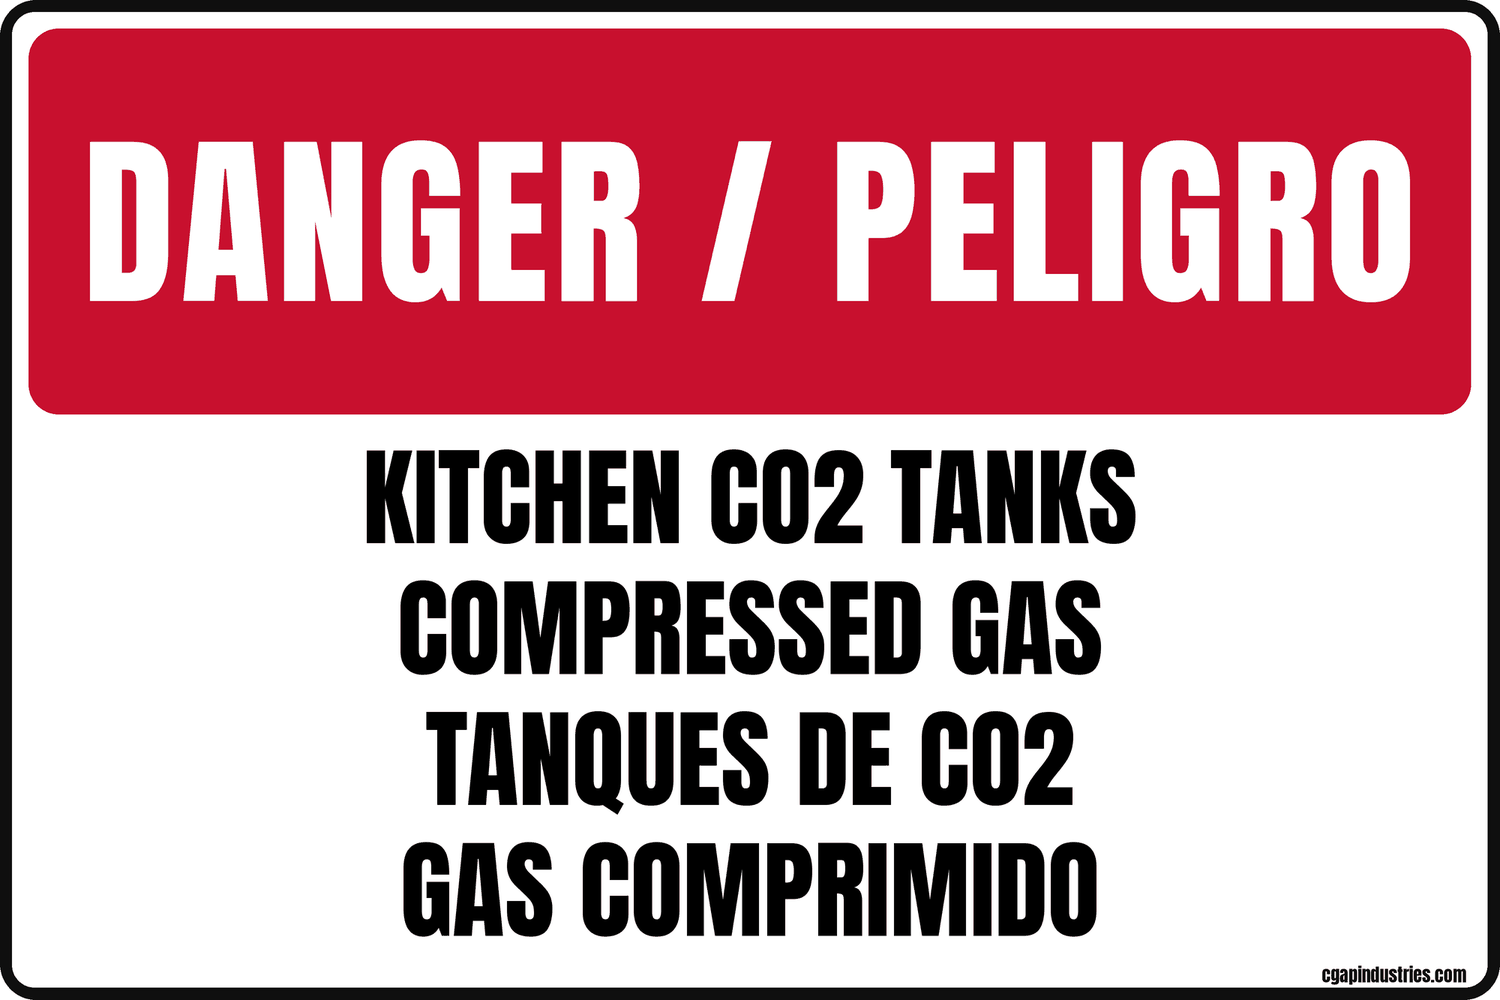 DANGER / PELIGRO
KITCHEN CO2 TANKS
COMPRESSED GAS
TANQUES DE CO2
GAS COMPRIMIDO
cgapindustries.com